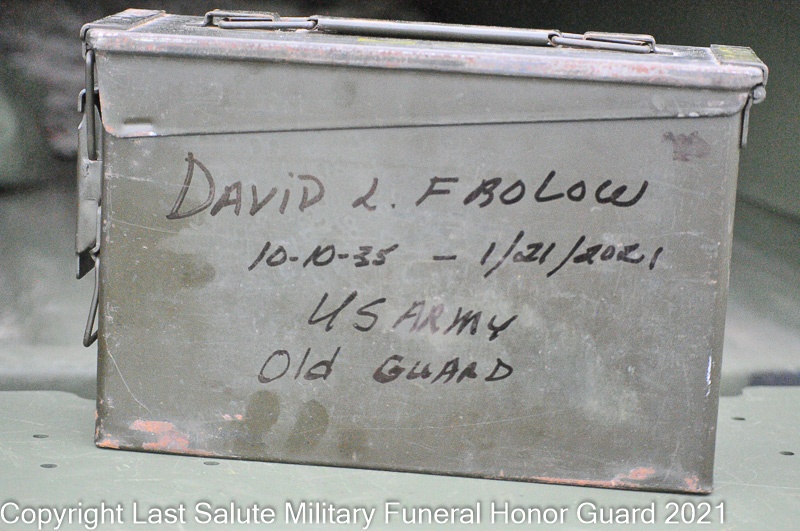 DAVID L. FROLOW
10-10-35 - 1/21/2021
US ARMY
Old GUARD
Copyright Last Salute Military Funeral Honor Guard 2021